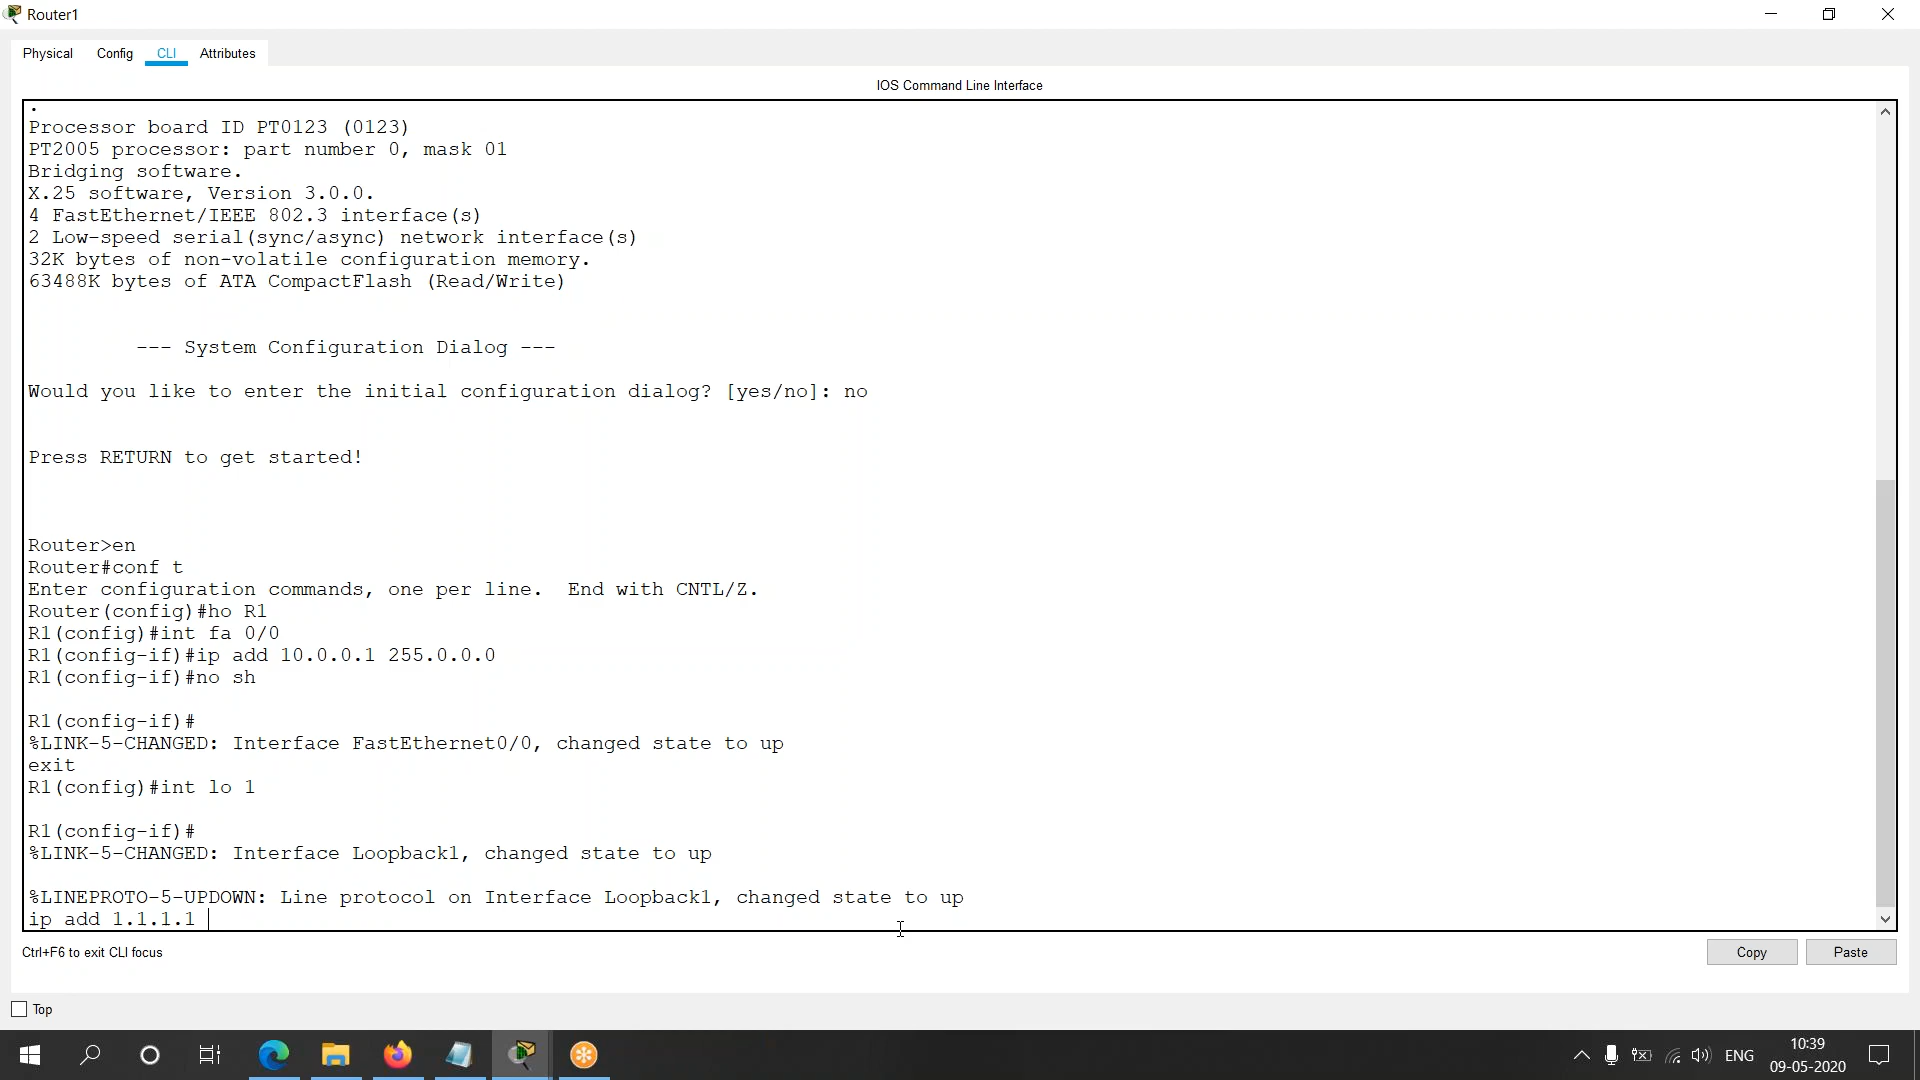 Router1
Physical Config CLI Attributes
IOS Command Line Interface
.
Processor board ID PT0123 (0123)
PT2005 processor: part number 0, mask 01
Bridging software.
X.25 software, Version 3.0.0.
4 FastEthernet/IEEE 802.3 interface(s)
2 Low-speed serial(sync/async) network interface(s)
32K bytes of non-volatile configuration memory.
63488K bytes of ATA CompactFlash (Read/Write)
--- System Configuration Dialog ---
Would you like to enter the initial configuration dialog? [yes/no]: no
Press RETURN to get started!
Router>en
Router#conf t
Enter configuration commands, one per line.  End with CNTL/Z.
Router(config)#ho R1
R1(config)#int fa 0/0
R1(config-if)#ip add 10.0.0.1 255.0.0.0
R1(config-if)#no sh
R1(config-if)#
%LINK-5-CHANGED: Interface FastEthernet0/0, changed state to up
exit
R1(config)#int lo 1
R1(config-if)#
%LINK-5-CHANGED: Interface Loopback1, changed state to up
%LINEPROTO-5-UPDOWN: Line protocol on Interface Loopback1, changed state to up
ip add 1.1.1.1
Ctrl+F6 to exit CLI focus
Copy Paste
Top
ENG
10:39
09-05-2020